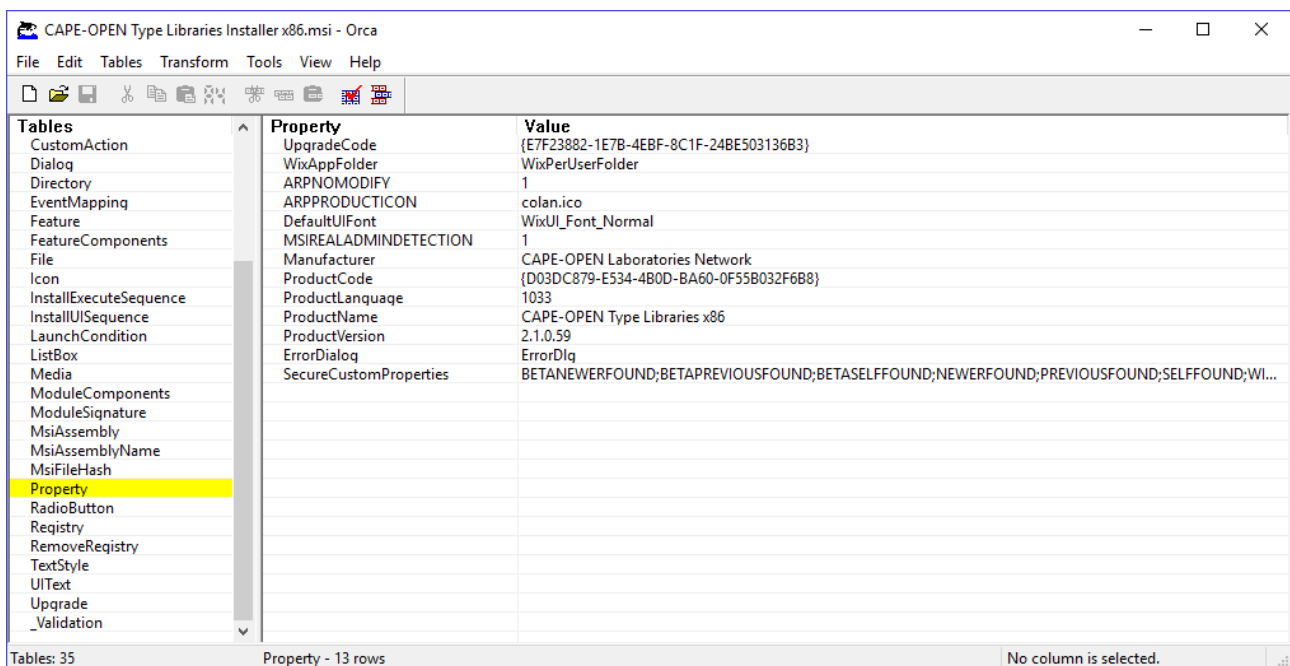 CAPE-OPEN Type Libraries Installer x86.msi - Orca
File Edit Tables Transform Tools View Help
Tables
CustomAction
Dialog
Directory
EventMapping
Feature
FeatureComponents
File
Icon
InstallExecuteSequence
InstallUISequence
LaunchCondition
ListBox
Media
ModuleComponents
ModuleSignature
MsiAssembly
MsiAssemblyName
MsiFileHash
Property
RadioButton
Registry
RemoveRegistry
TextStyle
UIText
Upgrade
_Validation
Property Value
UpgradeCode {E7F23882-1E7B-4EBF-8C1F-24BE503136B3}
WixAppFolder WixPerUserFolder
ARPNOMODIFY 1
ARPPRODUCTICON colan.ico
DefaultUIFont WixUI_Font_Normal
MSIREALADMINDETECTION 1
Manufacturer CAPE-OPEN Laboratories Network
ProductCode {D03DC879-E534-4B0D-BA60-0F55B032F6B8}
ProductLanguage 1033
ProductName CAPE-OPEN Type Libraries x86
ProductVersion 2.1.0.59
ErrorDialog ErrorDlg
SecureCustomProperties BETANEWERFOUND;BETAPREVIOUSFOUND;BETASELFFOUND;NEWERFOUND;PREVIOUSFOUND;SELFFOUND;WI...
Tables: 35 Property - 13 rows No column is selected.